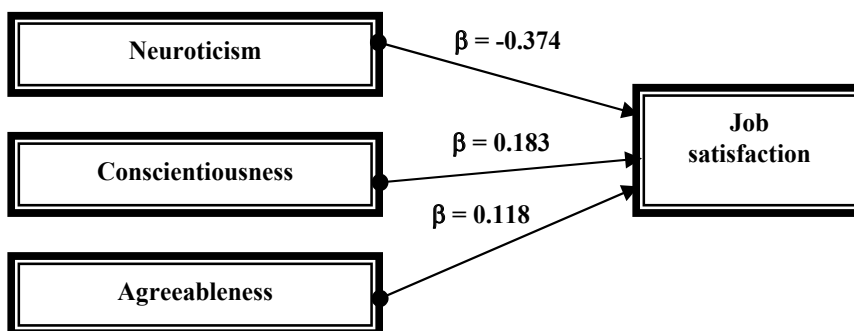 Neuroticism
β = -0.374
Job
satisfaction
Conscientiousness
β = 0.183
β = 0.118
Agreeableness